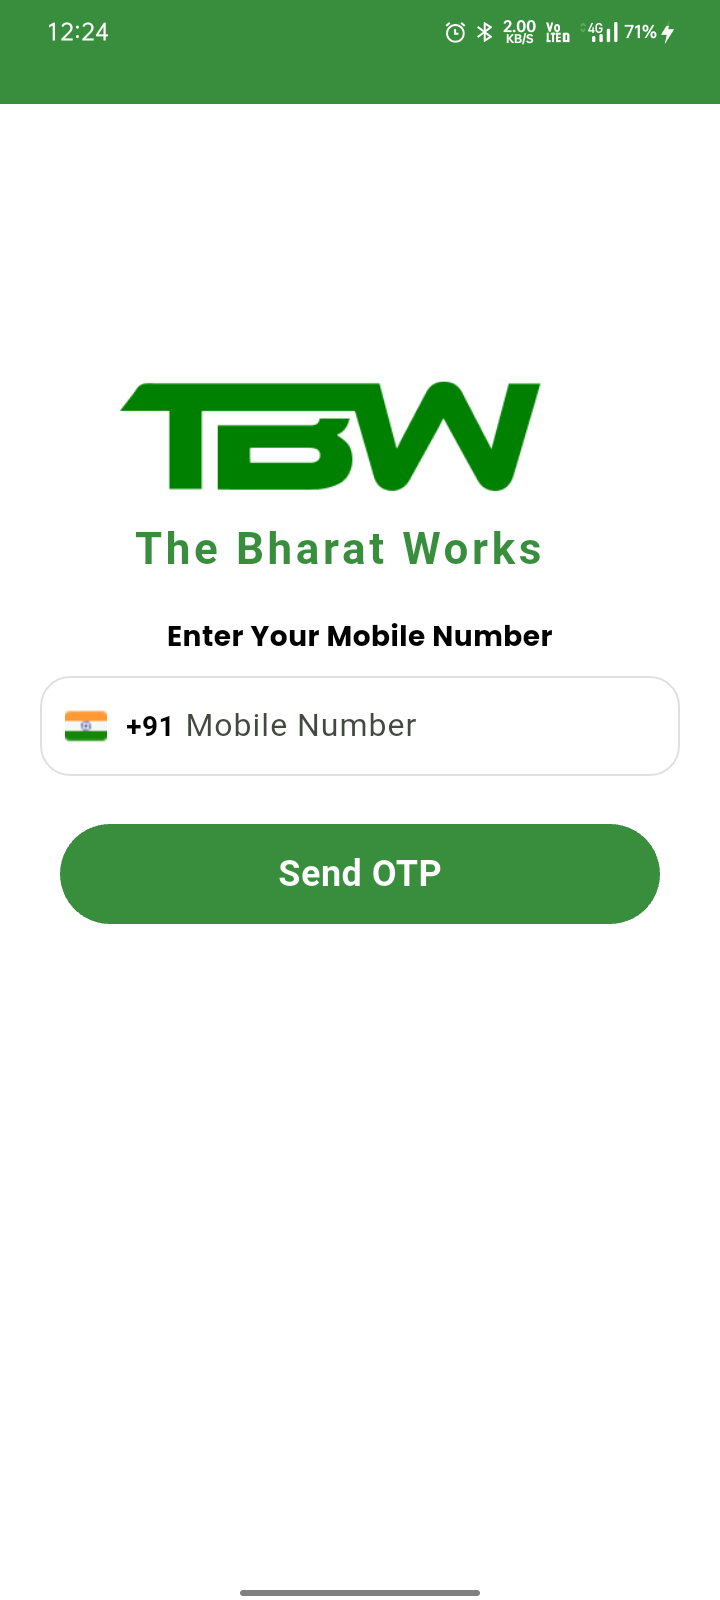 12:24
2.00 KB/S Vo LTE 4G 71%
TBW
The Bharat Works
Enter Your Mobile Number
+91 Mobile Number
Send OTP